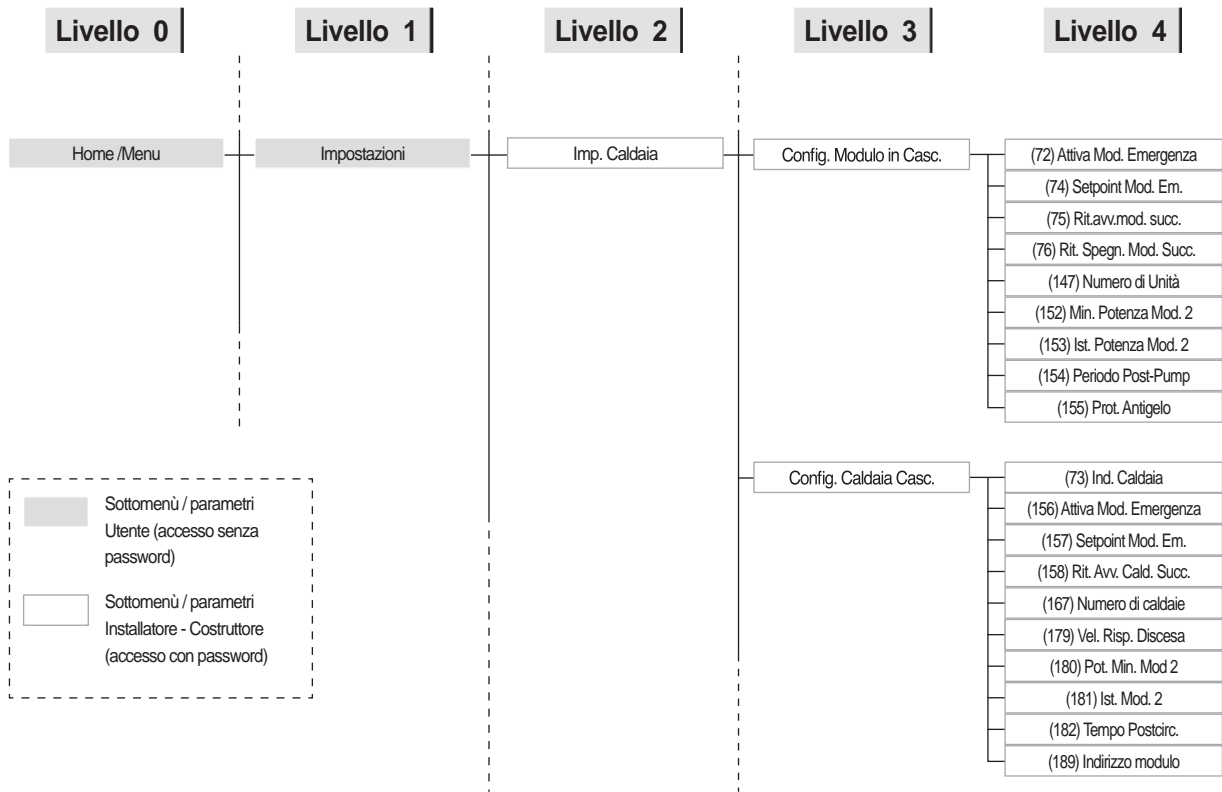 Livello 0
Livello 1
Livello 2
Livello 3
Livello 4
Home /Menu
Impostazioni
Imp. Caldaia
Config. Modulo in Casc.
(72) Attiva Mod. Emergenza
(74) Setpoint Mod. Em.
(75) Rit.avv.mod. succ.
(76) Rit. Spegn. Mod. Succ.
(147) Numero di Unità
(152) Min. Potenza Mod. 2
(153) Ist. Potenza Mod. 2
(154) Periodo Post-Pump
(155) Prot. Antigelo
Config. Caldaia Casc.
(73) Ind. Caldaia
(156) Attiva Mod. Emergenza
(157) Setpoint Mod. Em.
(158) Rit. Avv. Cald. Succ.
(167) Numero di caldaie
(179) Vel. Risp. Discesa
(180) Pot. Min. Mod 2
(181) Ist. Mod. 2
(182) Tempo Postcirc.
(189) Indirizzo modulo
Sottomenù / parametri
Utente (accesso senza
password)
Sottomenù / parametri
Installatore - Costruttore
(accesso con password)